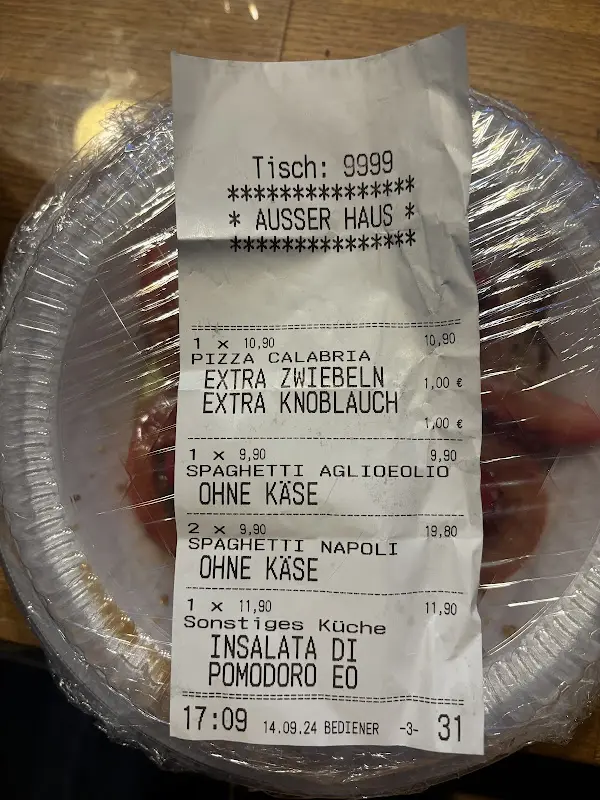 Tisch: 9999
***************
* AUSSER HAUS *
***************
1 x 10,90 10,90
PIZZA CALABRIA
EXTRA ZWIEBELN 1,00 €
EXTRA KNOBLAUCH
1,00 €
1 x 9,90 9,90
SPAGHETTI AGLIOEOLIO
OHNE KÄSE
2 x 9,90 19,80
SPAGHETTI NAPOLI
OHNE KÄSE
1 x 11,90 11,90
Sonstiges Küche
INSALATA DI
POMODORO EO
17:09 14.09.24 BEDIENER -3- 31